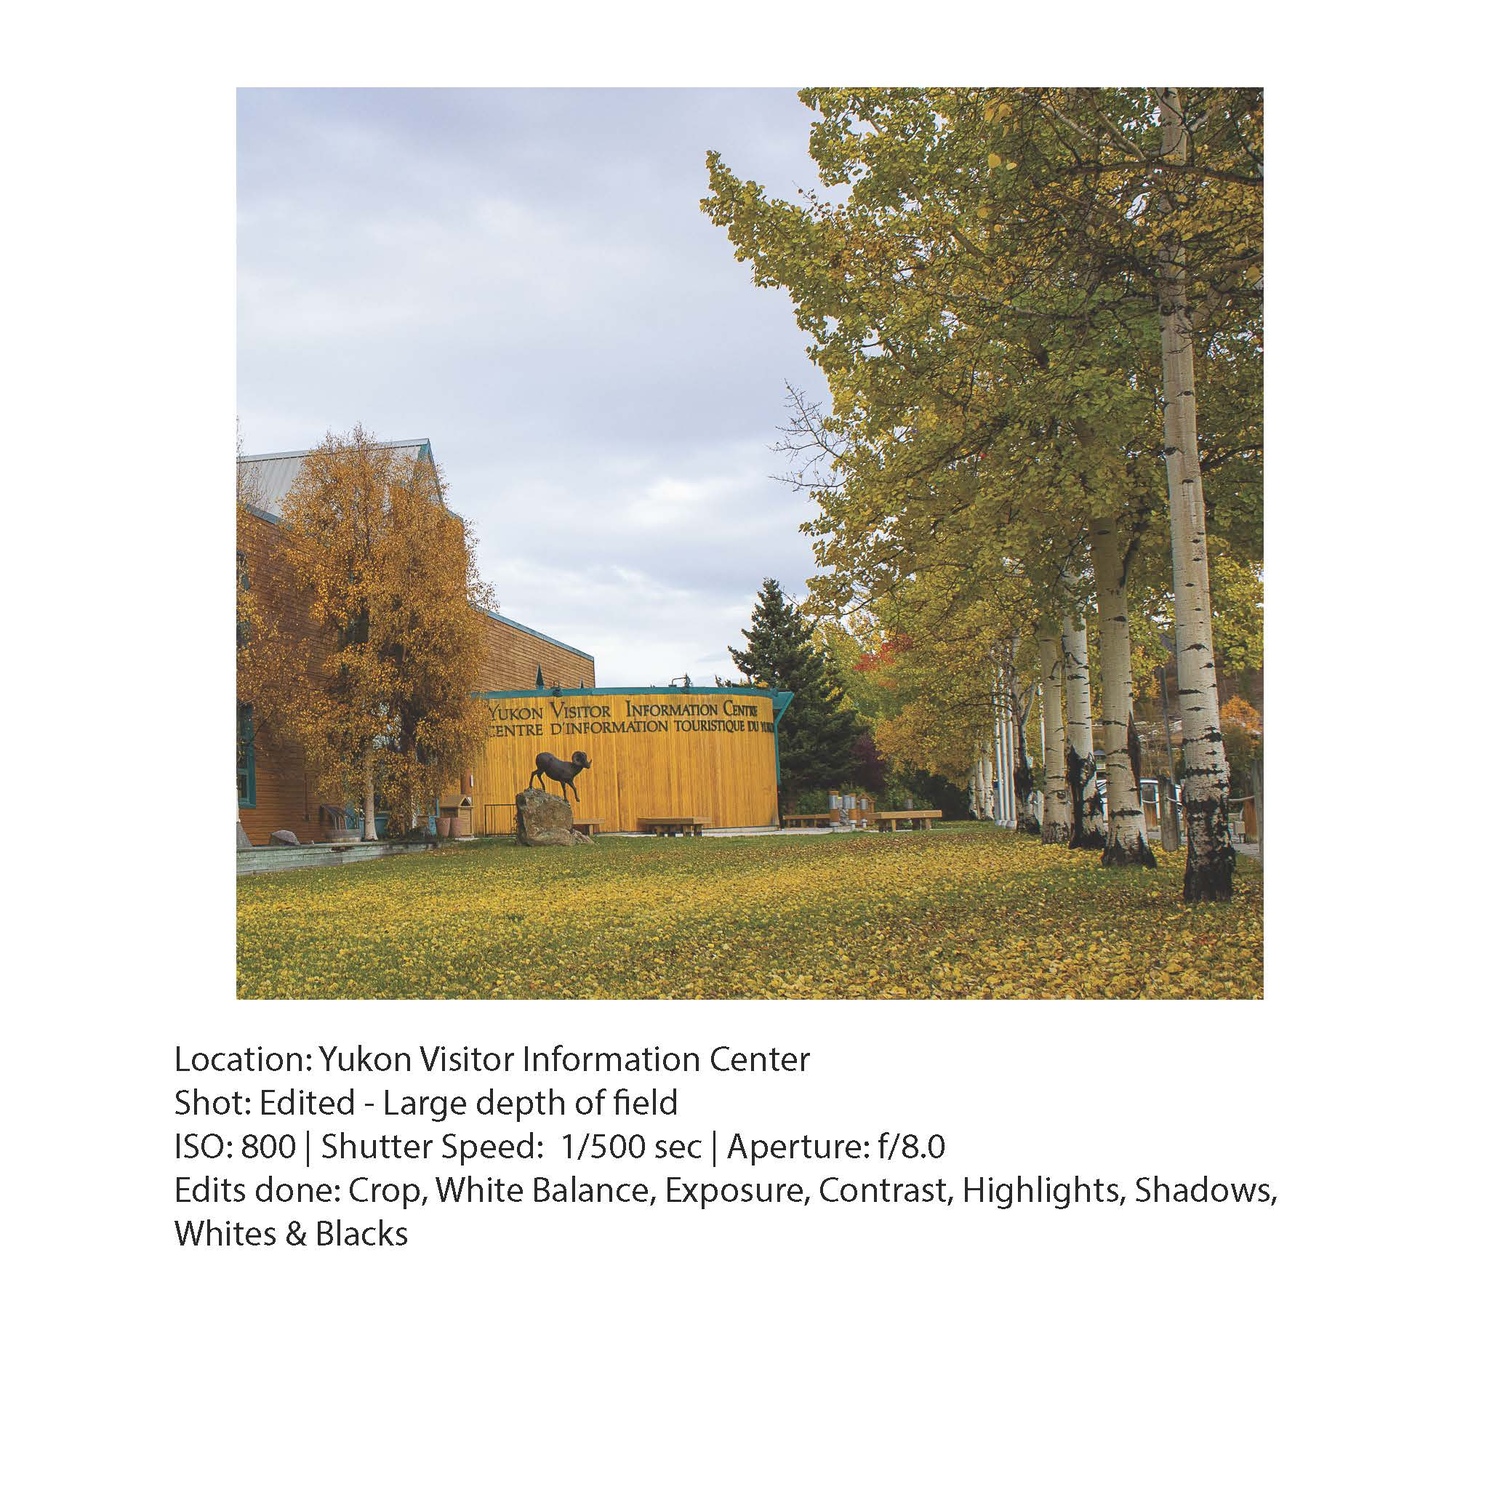 Yukon Visitor Information Centre
Centre d'information touristique du
Location: Yukon Visitor Information Center
Shot: Edited - Large depth of field
ISO: 800 | Shutter Speed:  1/500 sec | Aperture: f/8.0
Edits done: Crop, White Balance, Exposure, Contrast, Highlights, Shadows,
Whites & Blacks